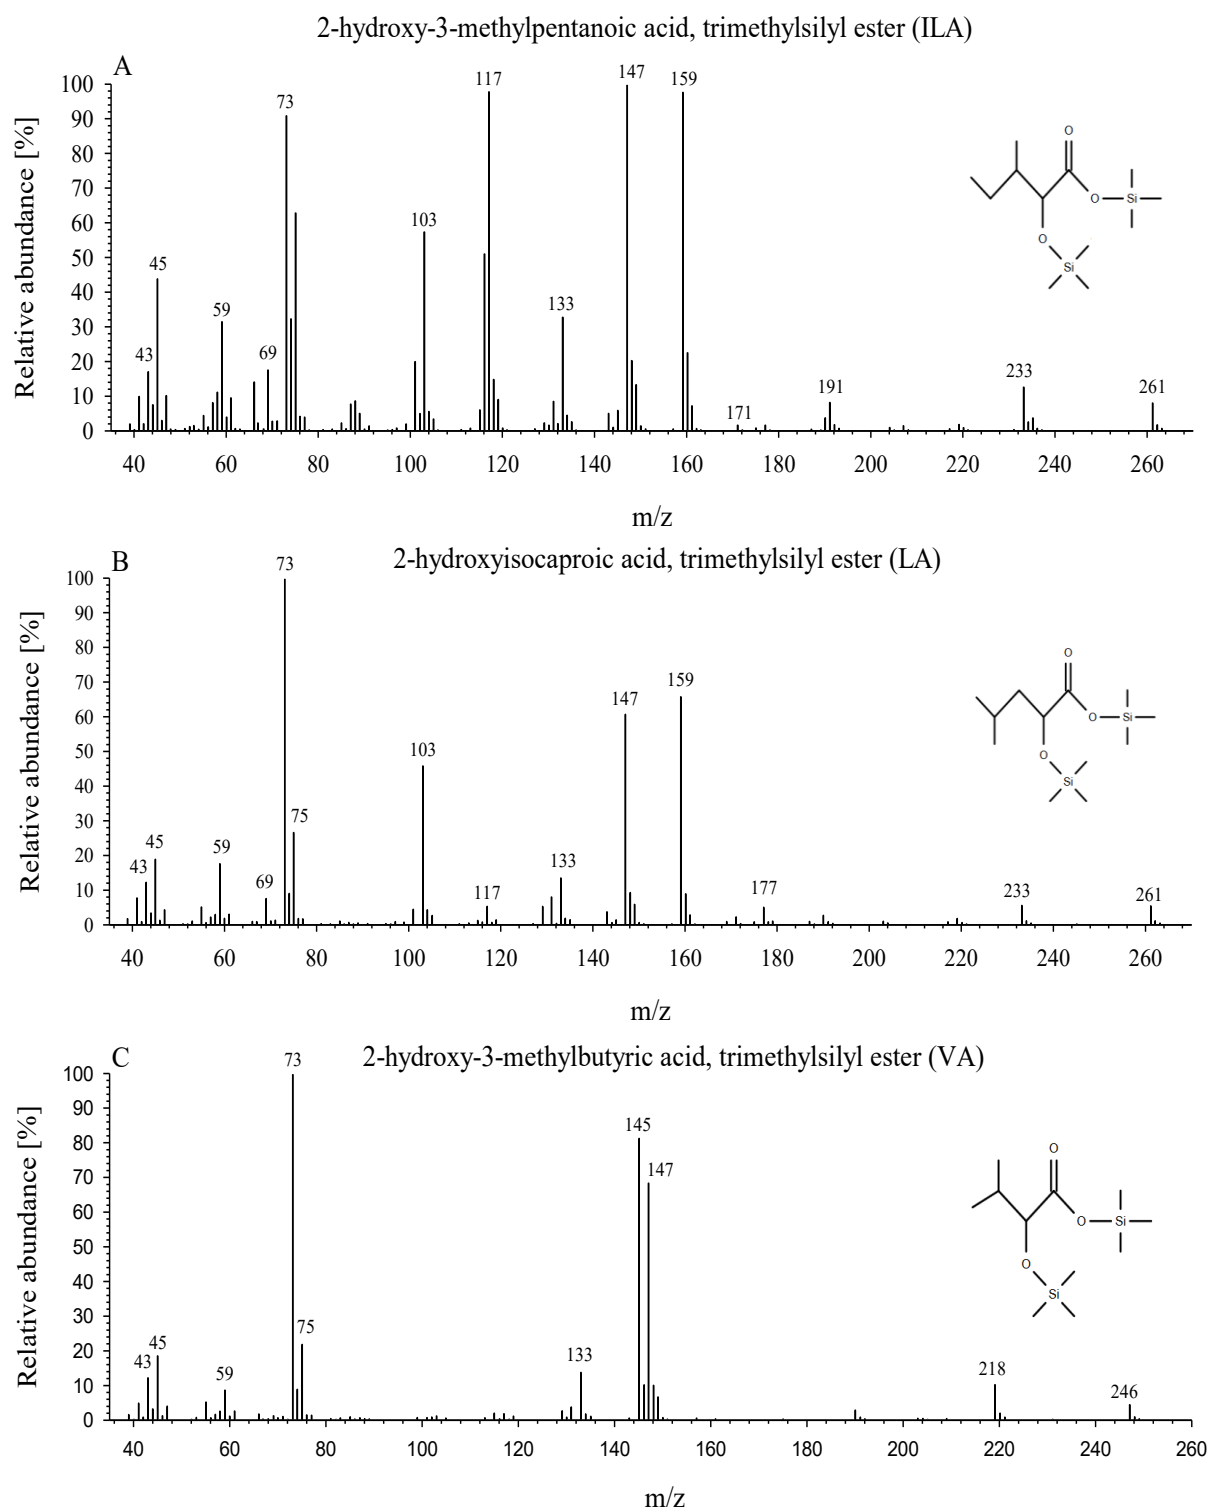 2-hydroxy-3-methylpentanoic acid, trimethylsilyl ester (ILA)
A
Relative abundance [%]
100
90
80
70
60
50
40
30
20
10
0
43
45
59
69
73
103
117
133
147
159
171
191
233
261
O
O
Si
O
Si
40 60 80 100 120 140 160 180 200 220 240 260
m/z
B
2-hydroxyisocaproic acid, trimethylsilyl ester (LA)
Relative abundance [%]
100
90
80
70
60
50
40
30
20
10
0
43
45
59
69
73
75
103
117
133
147
159
177
233
261
O
O
Si
O
Si
40 60 80 100 120 140 160 180 200 220 240 260
m/z
C
2-hydroxy-3-methylbutyric acid, trimethylsilyl ester (VA)
Relative abundance [%]
100
90
80
70
60
50
40
30
20
10
0
43
45
59
73
75
133
145
147
218
246
O
O
Si
O
Si
40 60 80 100 120 140 160 180 200 220 240 260
m/z